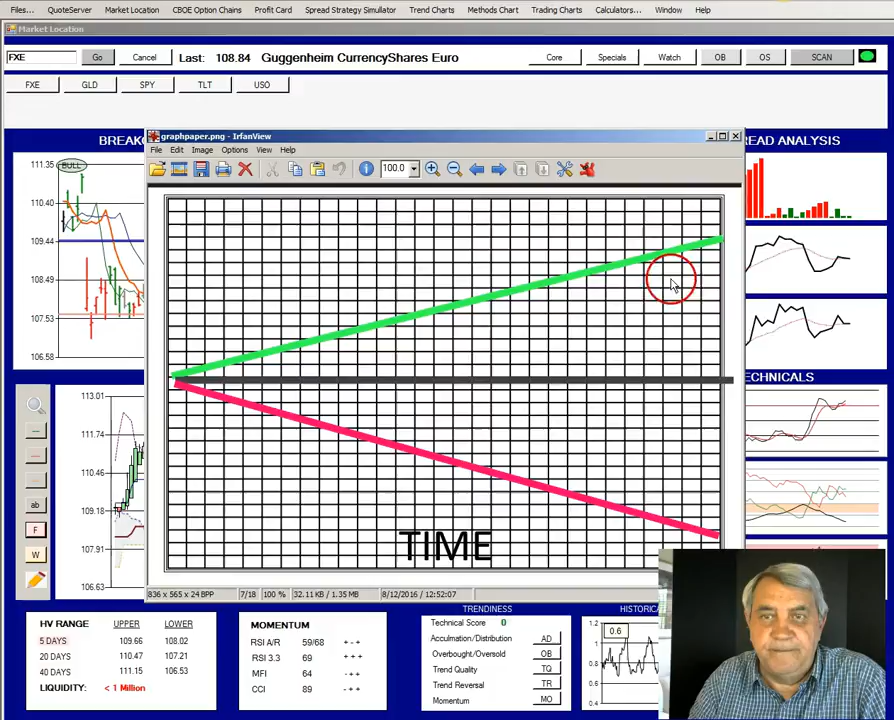 Files... QuoteServer Market Location CBOE Option Chains Profit Card Spread Strategy Simulator Trend Charts Methods Chart Trading Charts Calculators... Window Help
Market Location
FXE Go Cancel Last: 108.84 Guggenheim CurrencyShares Euro Core Specials Watch OB OS SCAN
FXE GLD SPY TLT USO
graphpaper.png - IrfanView
File Edit Image Options View Help
100.0
BREAK
READ ANALYSIS
111.35 BULL
110.40
109.44
108.49
107.53
106.58
TECHNICALS
113.01
111.74
110.46
109.18
107.91
106.63
ab
F
W
TIME
836 x 565 x 24 BPP 7/18 100 % 32.11 KB / 1.35 MB 8/12/2016 / 12:52:07
HV RANGE UPPER LOWER
5 DAYS 109.66 108.02
20 DAYS 110.47 107.21
40 DAYS 111.15 106.53
LIQUIDITY: < 1 Million
MOMENTUM
RSI A/R 59/68 + - +
RSI 3.3 69 + + +
MFI 64 - + +
CCI 89 - + +
TRENDINESS
Technical Score 0
Acculmation/Distribution AD
Overbought/Oversold OB
Trend Quality TQ
Trend Reversal TR
Momentum MO
HISTORICA
1.2
1.0
0.8
0.6
0.4
0.6